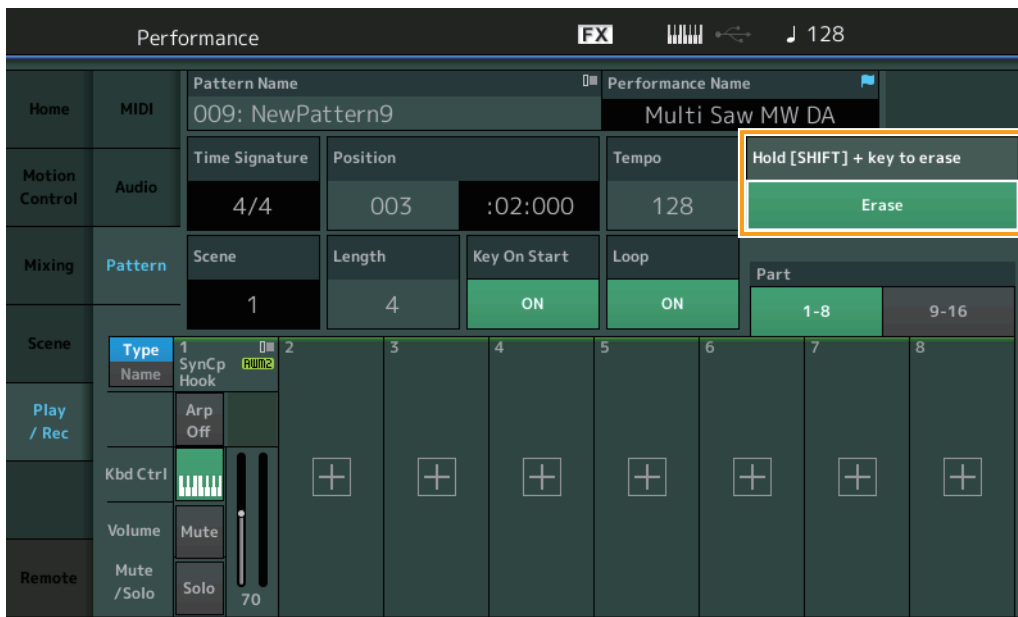 Performance
FX
♩ 128
Home
Motion
Control
Mixing
Scene
Play
/ Rec
Remote
MIDI
Audio
Pattern
Pattern Name
009: NewPattern9
Performance Name
Multi Saw MW DA
Time Signature
4/4
Position
003
:02:000
Tempo
128
Hold [SHIFT] + key to erase
Erase
Scene
1
Length
4
Key On Start
ON
Loop
ON
Part
1-8
9-16
Type
Name
1
SynCp
Hook
AWM2
2
3
4
5
6
7
8
Arp
Off
Kbd Ctrl
Volume
Mute
Mute
/Solo
Solo
70